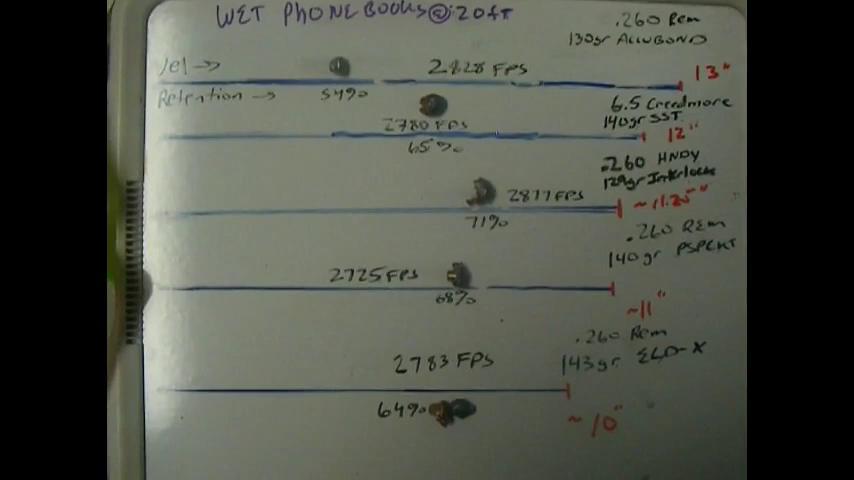 WET PHONEBOOKS @ 20ft
.260 Rem
130gr ACCUBOND
Vel →
2828 FPS
13"
Retention →
54%
6.5 Creedmore
140gr SST
2780 FPS
12"
65%
.260 HNDY
129gr Interlock
2877 FPS
~11.25"
71%
.260 REM
140gr PSPCKT
2725 FPS
68%
~11"
.260 Rem
143gr ELD-X
2783 FPS
64%
~10"